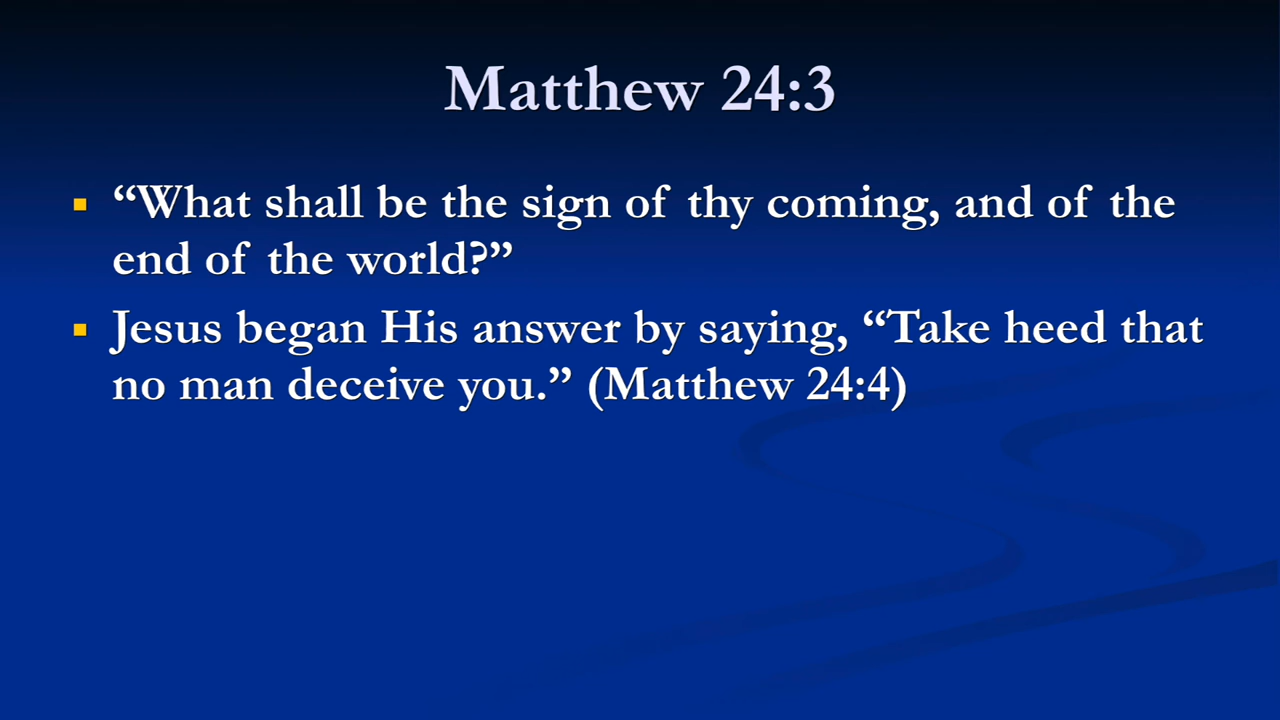 Matthew 24:3
“What shall be the sign of thy coming, and of the
end of the world?”
Jesus began His answer by saying, “Take heed that
no man deceive you.” (Matthew 24:4)